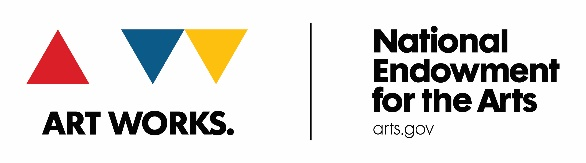 ART WORKS.
National
Endowment
for the Arts
arts.gov